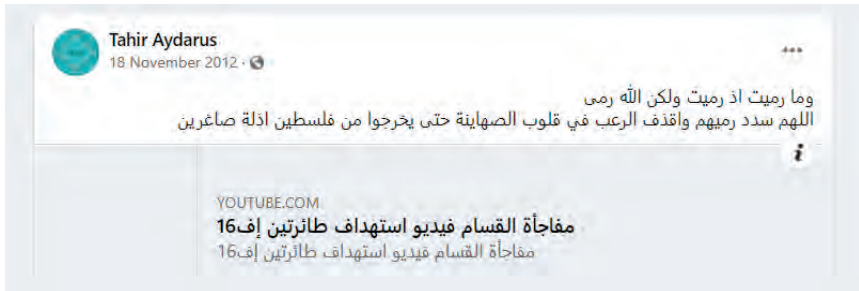 Tahir Aydarus
18 November 2012 ·
وما رميت اذ رميت ولكن الله رمى
اللهم سدد رميهم واقذف الرعب في قلوب الصهاينة حتى يخرجوا من فلسطين اذلة صاغرين
i
YOUTUBE.COM
مفاجأة القسام فيديو استهداف طائرتين إف16
مفاجأة القسام فيديو استهداف طائرتين إف16